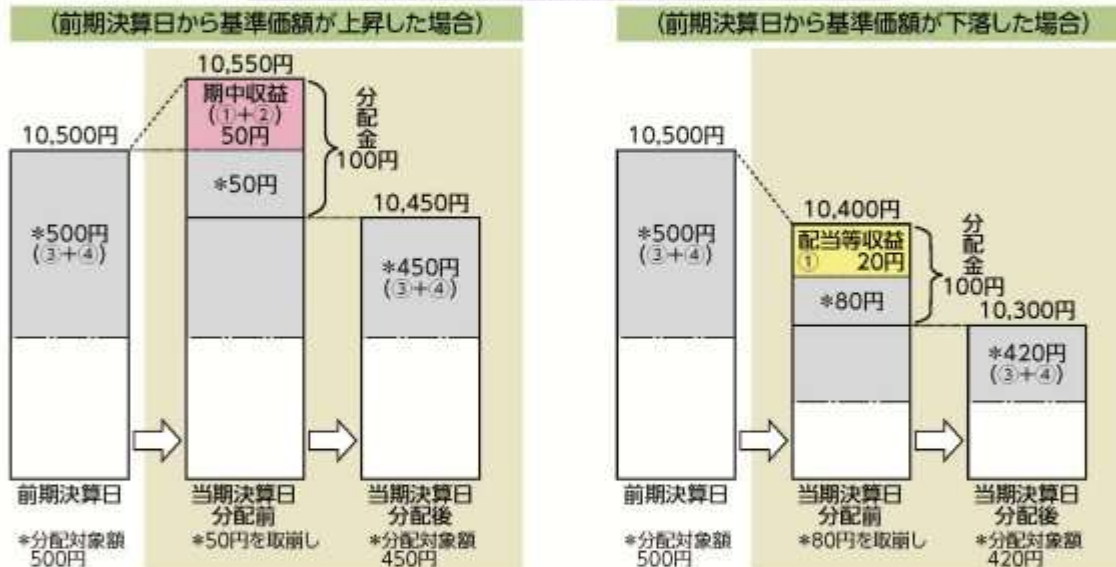 (前期決算日から基準価額が上昇した場合)
10,500円
*500円
(③+④)
前期決算日
*分配対象額
500円
10,550円
期中収益
(①+②)
50円
*50円
分配金
100円
当期決算日
分配前
*50円を取崩し
10,450円
*450円
(③+④)
当期決算日
分配後
*分配対象額
450円
(前期決算日から基準価額が下落した場合)
10,500円
*500円
(③+④)
前期決算日
*分配対象額
500円
10,400円
配当等収益
① 20円
*80円
分配金
100円
当期決算日
分配前
*80円を取崩し
10,300円
*420円
(③+④)
当期決算日
分配後
*分配対象額
420円